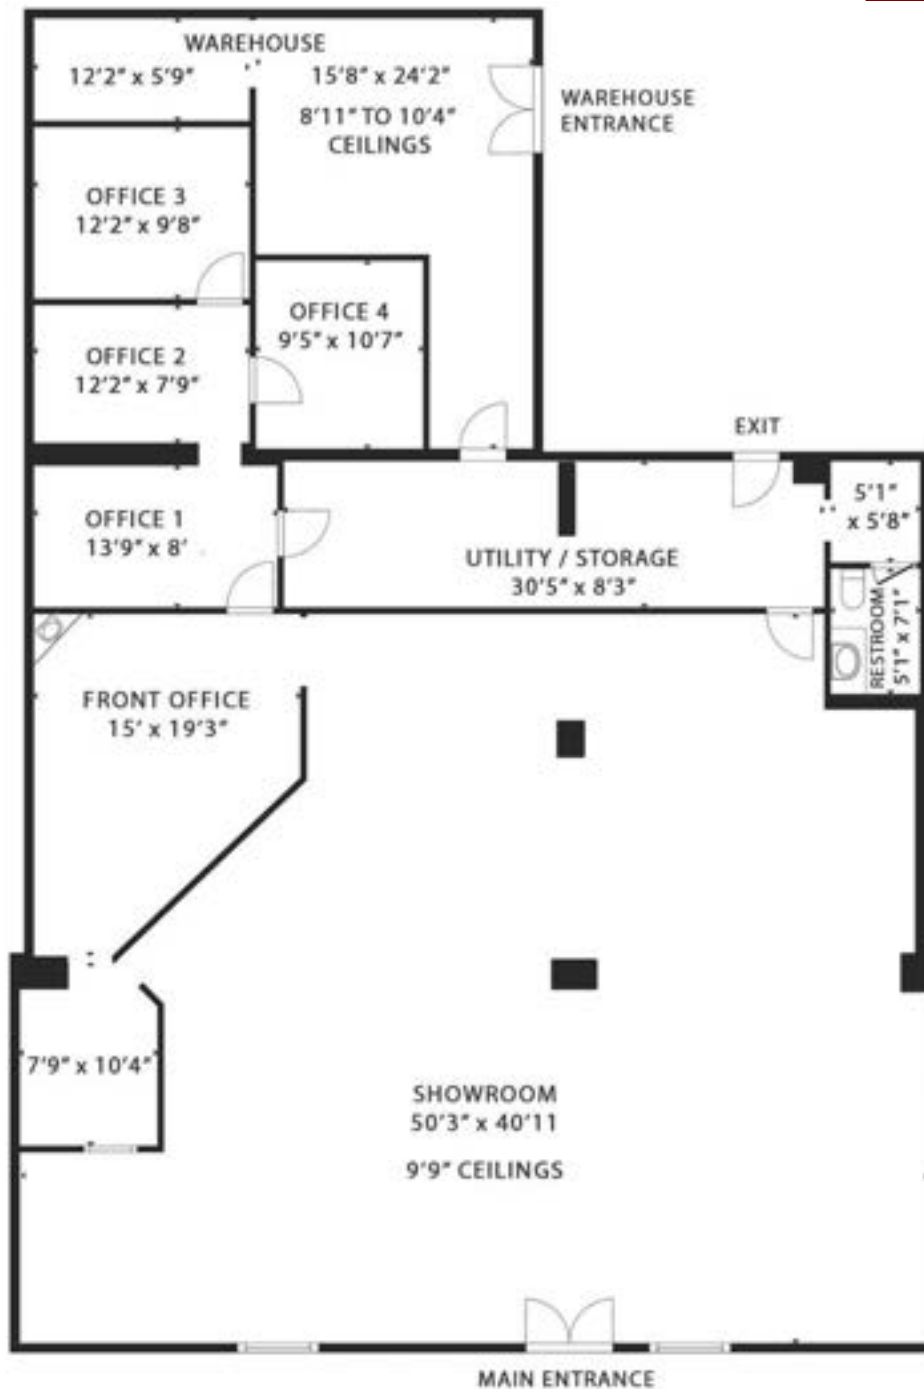 WAREHOUSE
12'2" x 5'9"
15'8" x 24'2"
8'11" TO 10'4"
CEILINGS
WAREHOUSE
ENTRANCE
OFFICE 3
12'2" x 9'8"
OFFICE 4
9'5" x 10'7"
OFFICE 2
12'2" x 7'9"
EXIT
OFFICE 1
13'9" x 8'
5'1"
x 5'8"
UTILITY / STORAGE
30'5" x 8'3"
RESTROOM
5'1" x 7'1"
FRONT OFFICE
15' x 19'3"
7'9" x 10'4"
SHOWROOM
50'3" x 40'11
9'9" CEILINGS
MAIN ENTRANCE